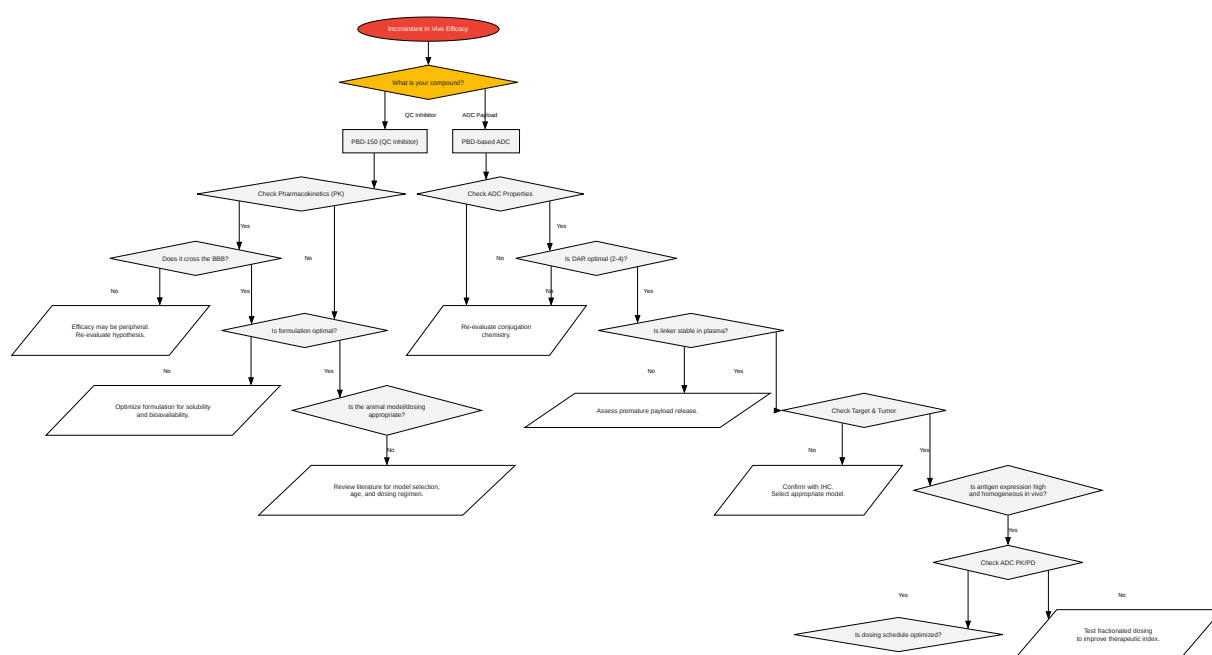 Inconsistent In Vivo Efficacy
What is your compound?
QC Inhibitor
ADC Payload
PBD-150 (QC Inhibitor)
PBD-based ADC
Check Pharmacokinetics (PK)
Check ADC Properties
Yes
Yes
Does it cross the BBB?
No
No
Is DAR optimal (2-4)?
No
Yes
No
Yes
Efficacy may be peripheral.
Re-evaluate hypothesis.
Is formulation optimal?
Re-evaluate conjugation
chemistry.
Is linker stable in plasma?
No
Yes
No
Yes
Optimize formulation for solubility
and bioavailability.
Is the animal model/dosing
appropriate?
Assess premature payload release.
Check Target & Tumor
No
No
Yes
Review literature for model selection,
age, and dosing regimen.
Confirm with IHC.
Select appropriate model.
Is antigen expression high
and homogeneous in vivo?
Yes
Check ADC PK/PD
Yes
No
Is dosing schedule optimized?
Test fractionated dosing
to improve therapeutic index.